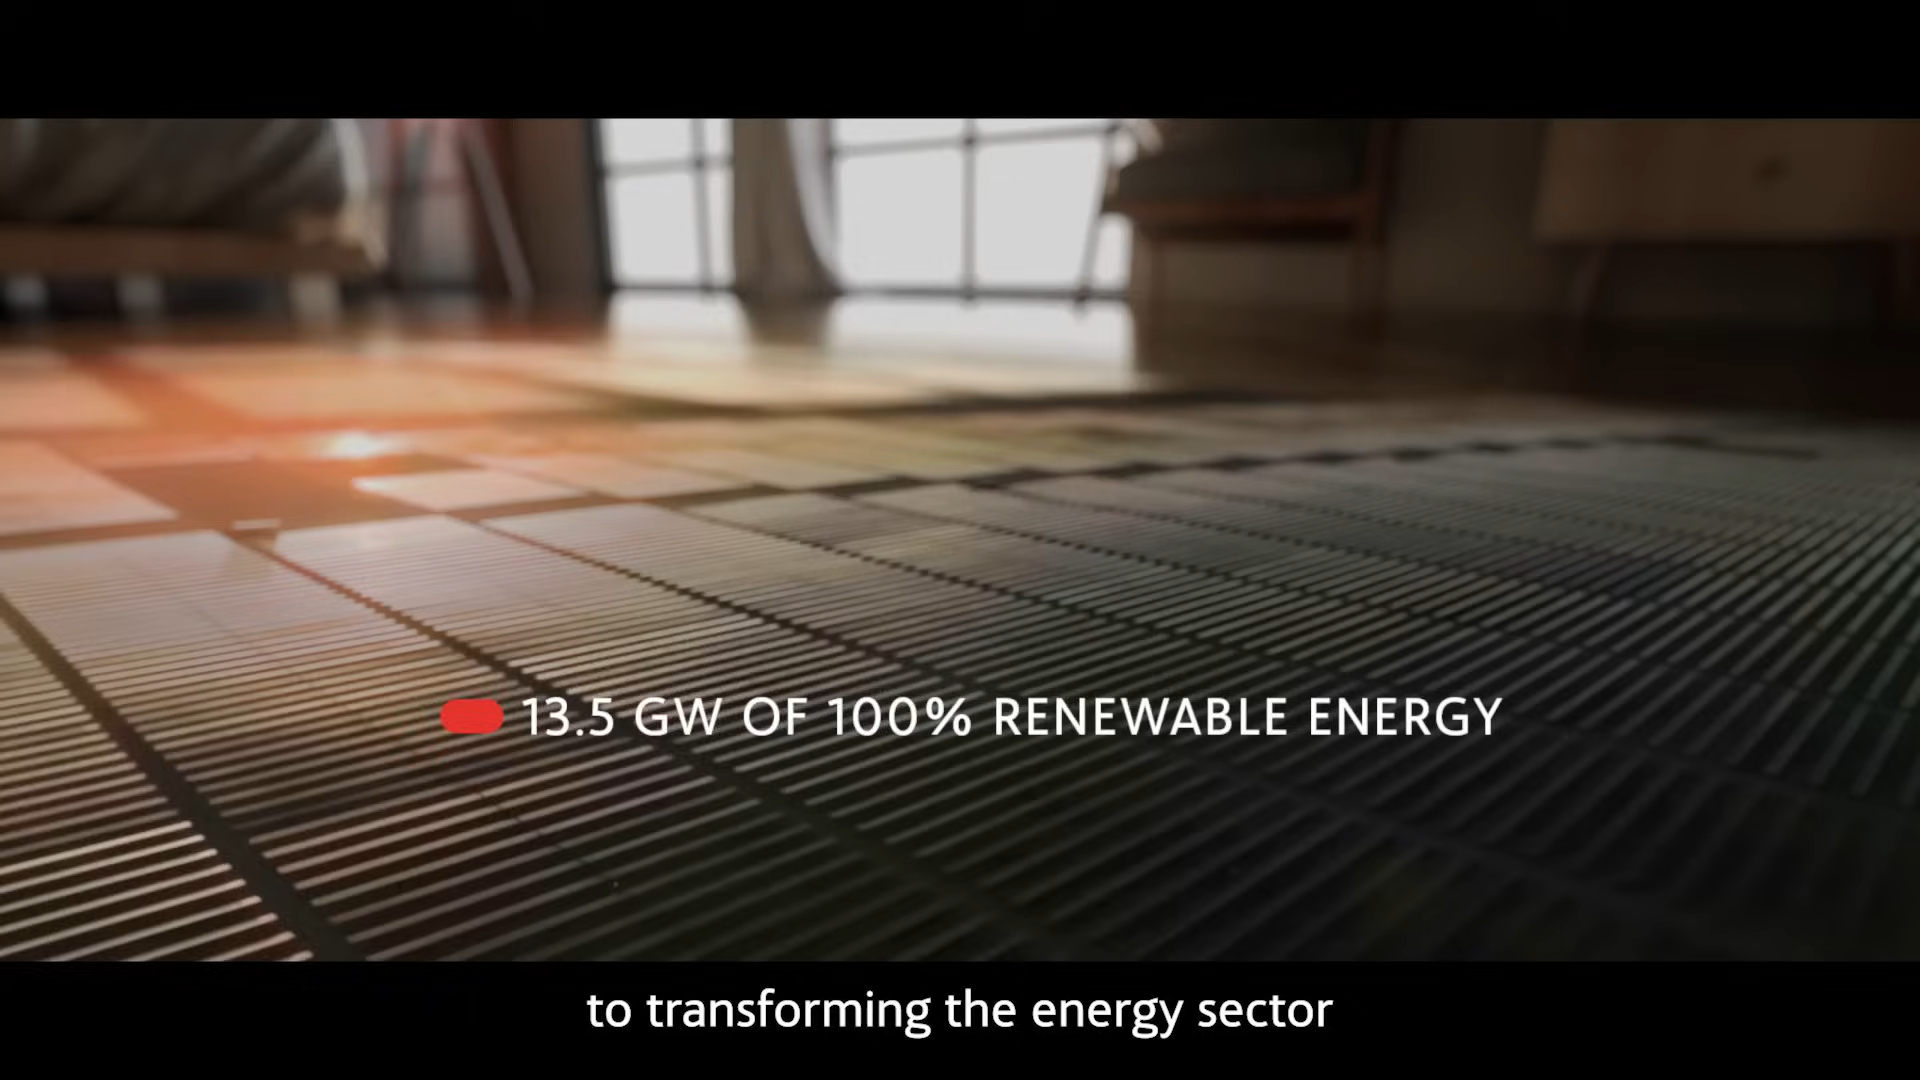 13.5 GW OF 100% RENEWABLE ENERGY
to transforming the energy sector